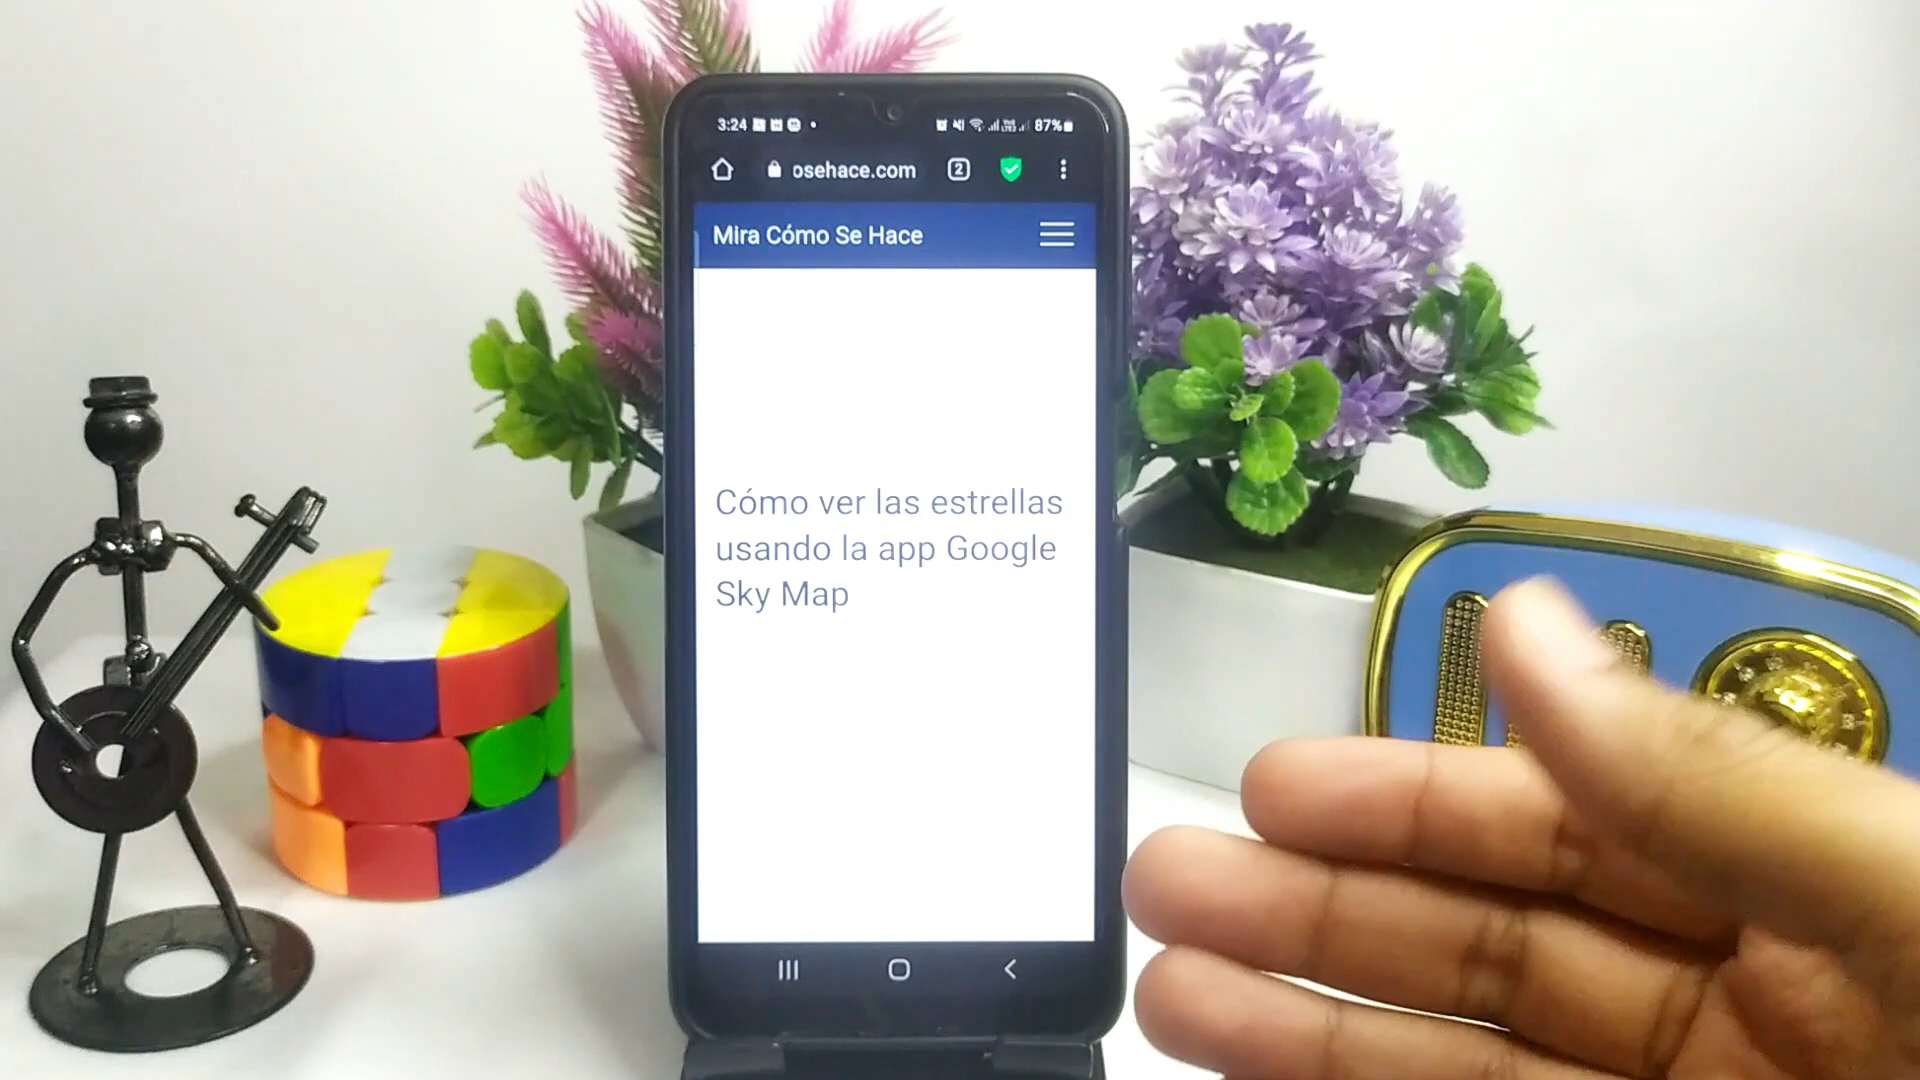 3:24
87%
osehace.com
2
Mira Cómo Se Hace
Cómo ver las estrellas
usando la app Google
Sky Map